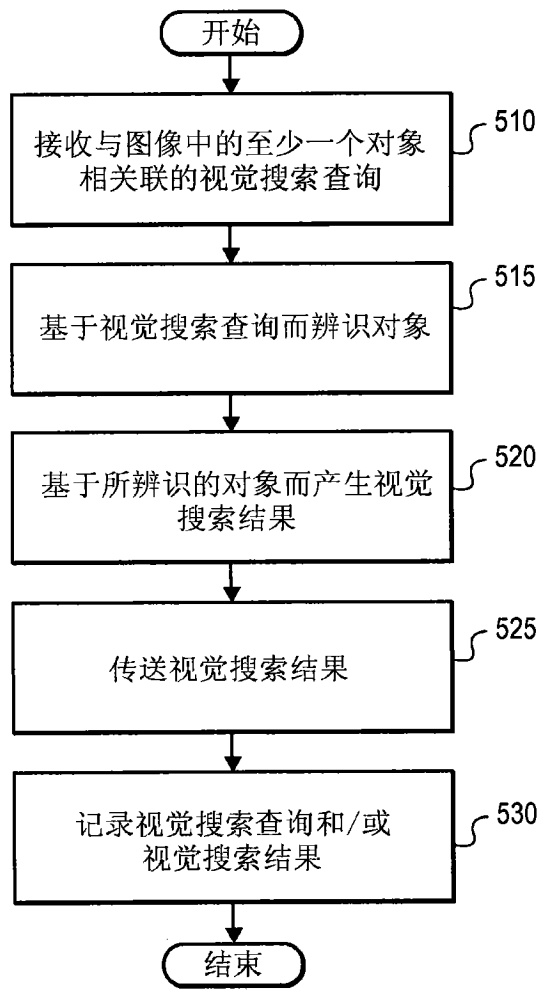 开始
接收与图像中的至少一个对象
相关联的视觉搜索查询
510
基于视觉搜索查询而辨识对象
515
基于所辨识的对象而产生视觉
搜索结果
520
传送视觉搜索结果
525
记录视觉搜索查询和/或
视觉搜索结果
530
结束